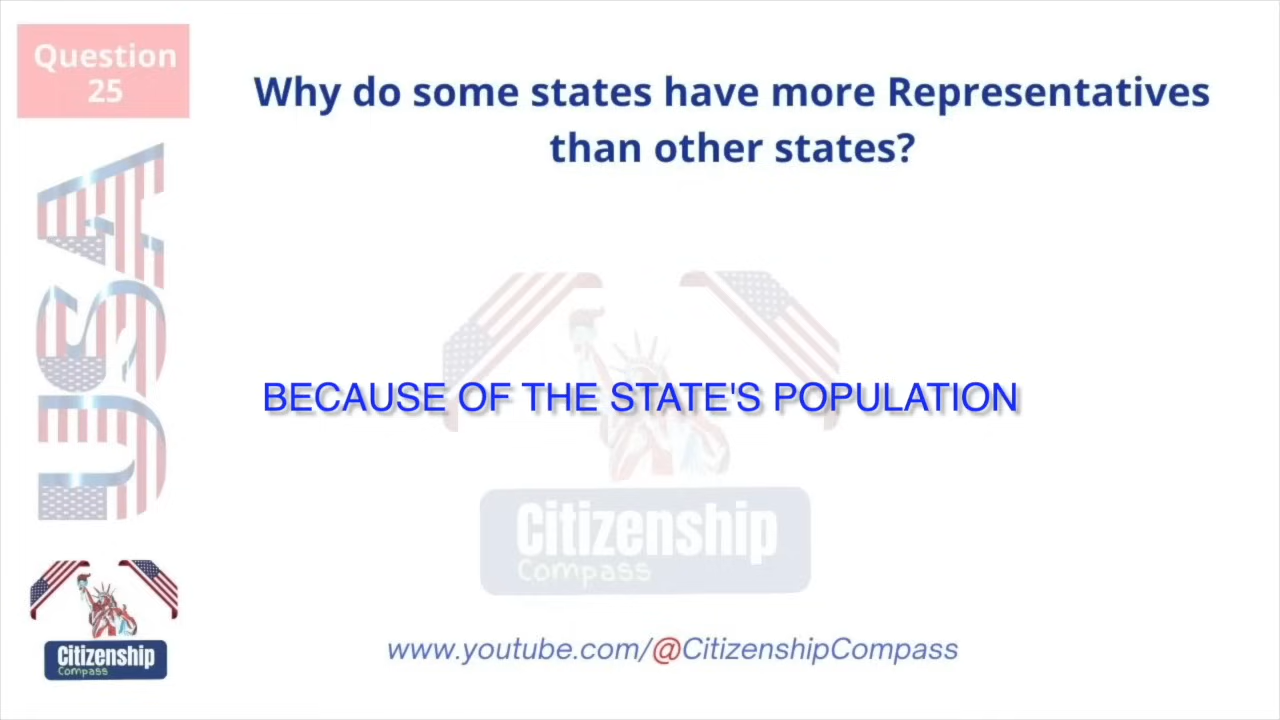 Question
25
Why do some states have more Representatives
than other states?
USA
BECAUSE OF THE STATE'S POPULATION
Citizenship
Compass
Citizenship
Compass
www.youtube.com/@CitizenshipCompass